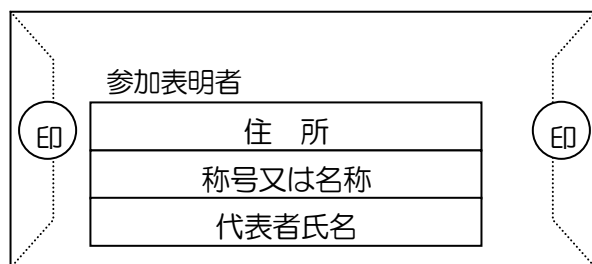 参加表明者
住　所
印
印
称号又は名称
代表者氏名